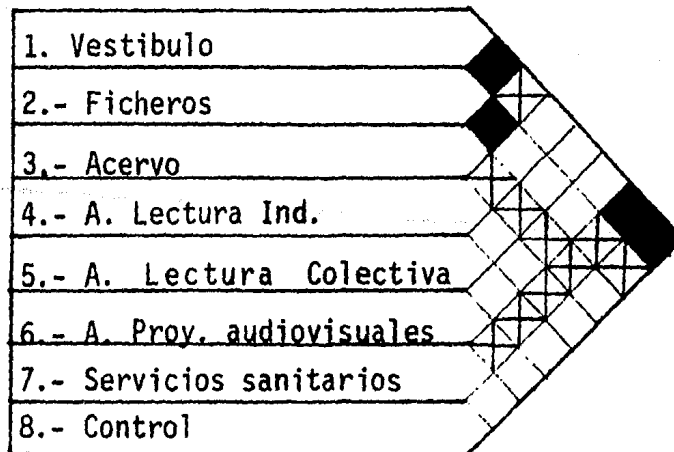 1. Vestibulo
2.- Ficheros
3.- Acervo
4.- A. Lectura Ind.
5.- A. Lectura Colectiva
6.- A. Proy. audiovisuales
7.- Servicios sanitarios
8.- Control